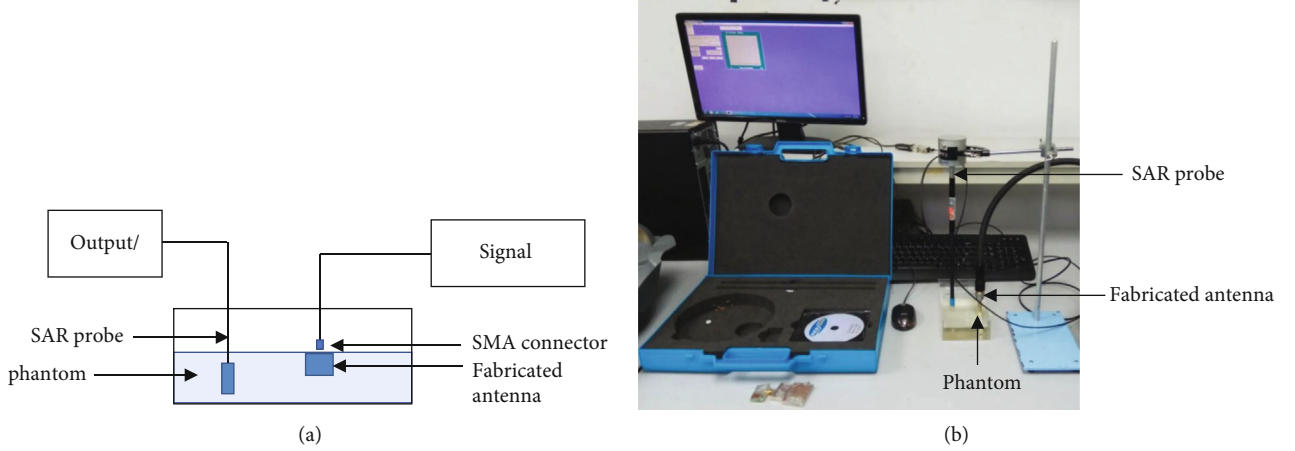 Output/
Signal
SAR probe
SMA connector
phantom
Fabricated
antenna
(a)
SAR probe
Fabricated antenna
Phantom
(b)